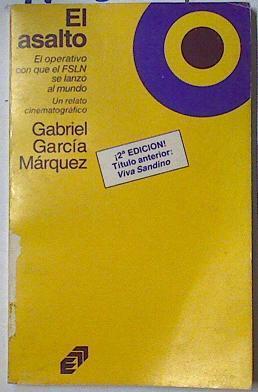 El
asalto
El operativo
con que el FSLN
se lanzó
al mundo
Un relato
cinematográfico
Gabriel
García
Márquez
¡2ª EDICION!
Título anterior:
Viva Sandino